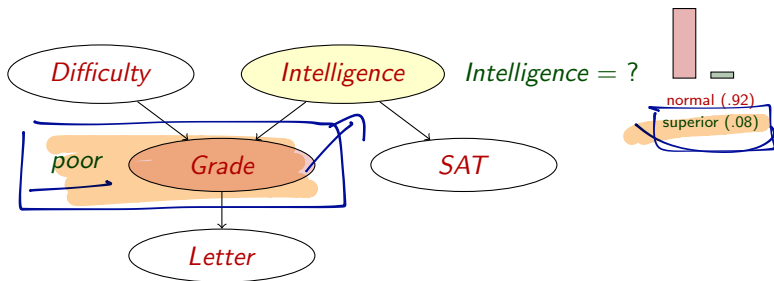 Difficulty
Intelligence
Intelligence = ?
normal (.92)
superior (.08)
poor
Grade
SAT
Letter